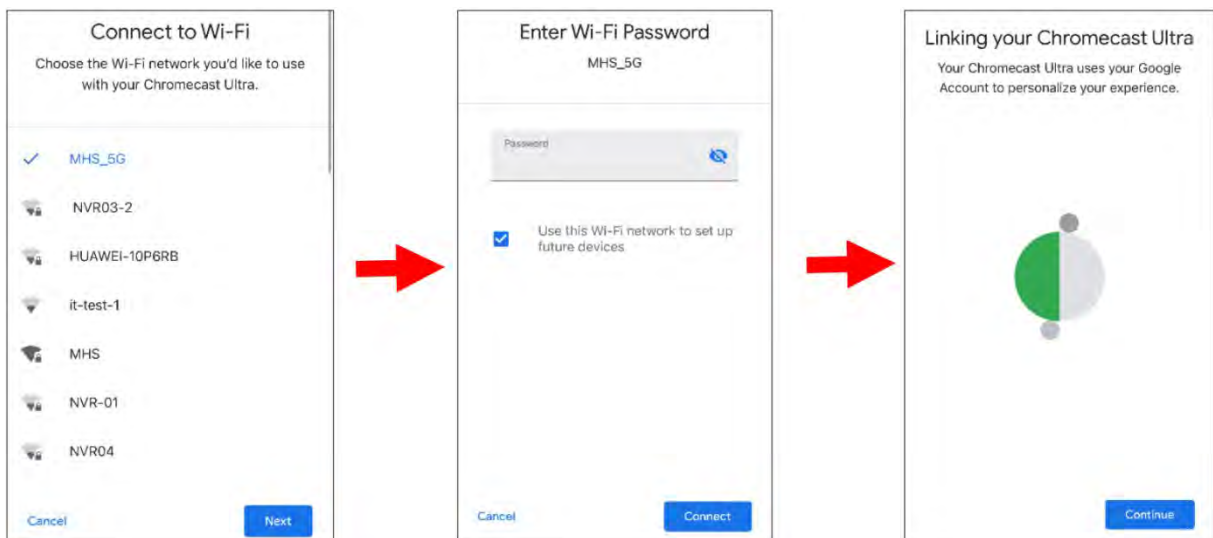 Connect to Wi-Fi
Choose the Wi-Fi network you'd like to use
with your Chromecast Ultra.
MHS_5G
NVR03-2
HUAWEI-10P6RB
it-test-1
MHS
NVR-01
NVR04
Cancel
Next
Enter Wi-Fi Password
MHS_5G
Password
Use this Wi-Fi network to set up
future devices
Cancel
Connect
Linking your Chromecast Ultra
Your Chromecast Ultra uses your Google
Account to personalize your experience.
Continue